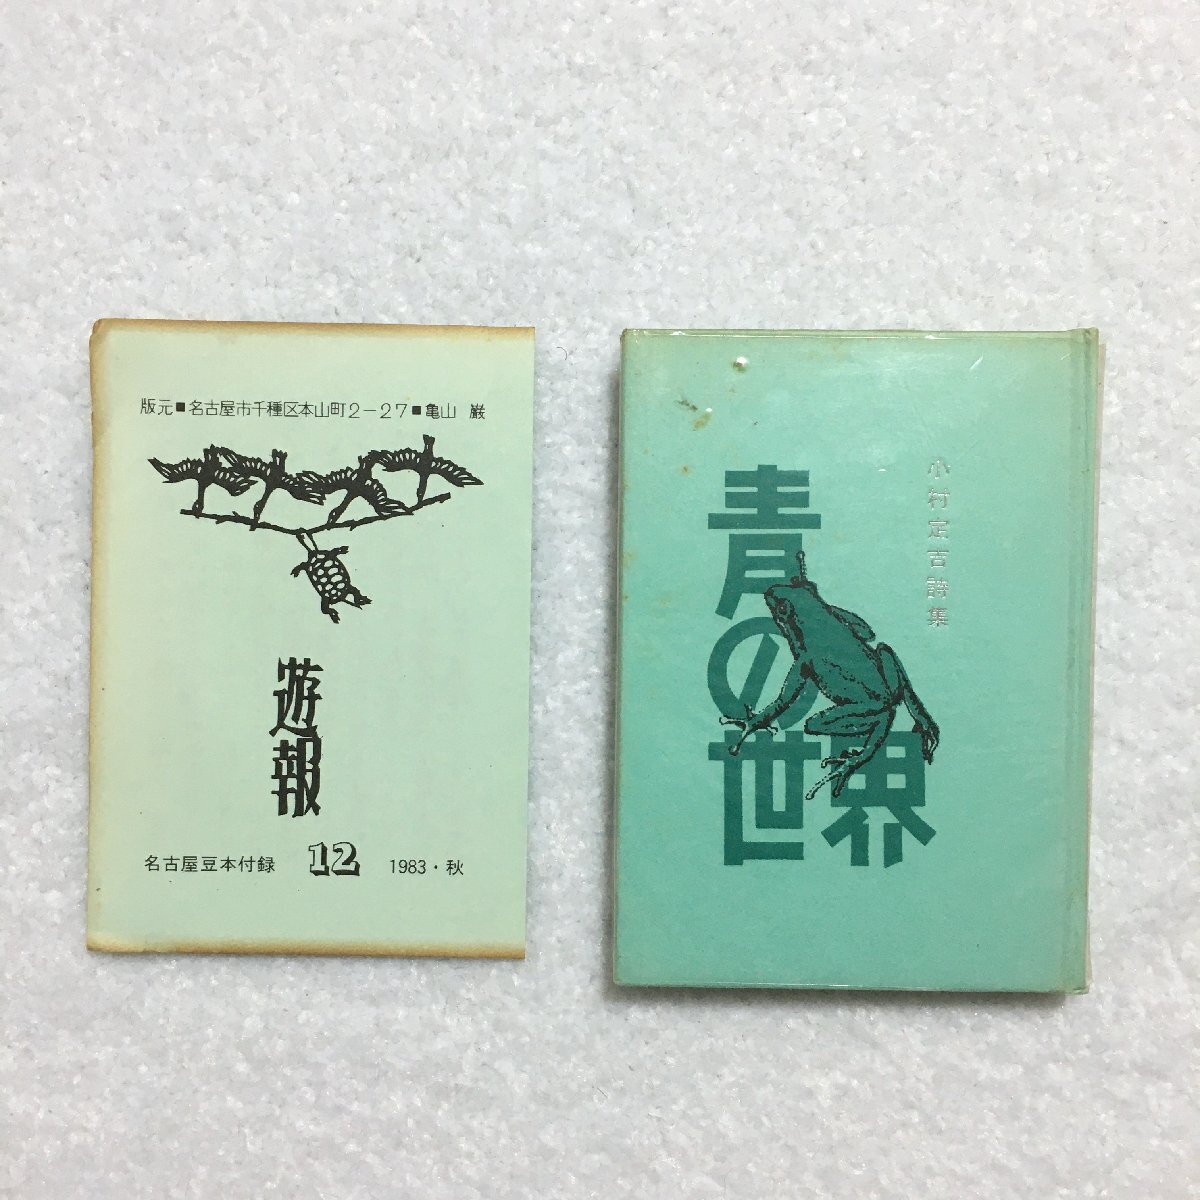 版元■名古屋市千種区本山町2-27■亀山 巌
遊報
名古屋豆本付録 12 1983・秋
小村定吉詩集
青の世界